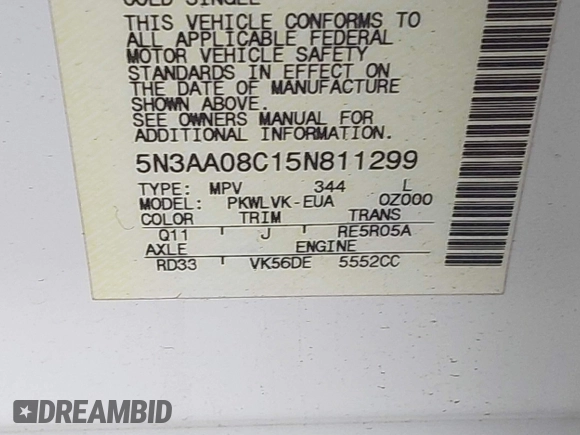 COLD SINGLE
THIS VEHICLE CONFORMS TO
ALL APPLICABLE FEDERAL
MOTOR VEHICLE SAFETY
STANDARDS IN EFFECT ON
THE DATE OF MANUFACTURE
SHOWN ABOVE.
SEE OWNERS MANUAL FOR
ADDITIONAL INFORMATION.
5N3AA08C15N811299
TYPE: MPV 344 L
MODEL: PKWLVK-EUA 0Z000
COLOR TRIM TRANS
Q11 J RE5R05A
AXLE ENGINE
RD33 VK56DE 5552CC
DREAMBID